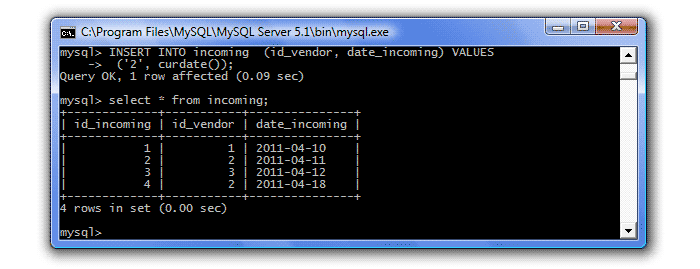 C:\Program Files\MySQL\MySQL Server 5.1\bin\mysql.exe
mysql> INSERT INTO incoming  (id_vendor, date_incoming) VALUES
    ->  ('2', curdate());
Query OK, 1 row affected (0.09 sec)
mysql> select * from incoming;
+-------------+-----------+---------------+
| id_incoming | id_vendor | date_incoming |
+-------------+-----------+---------------+
|           1 |         1 | 2011-04-10    |
|           2 |         2 | 2011-04-11    |
|           3 |         3 | 2011-04-12    |
|           4 |         2 | 2011-04-18    |
+-------------+-----------+---------------+
4 rows in set (0.00 sec)
mysql>